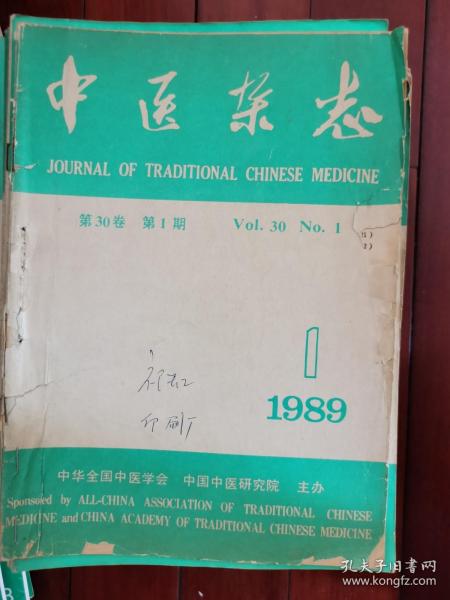 中医杂志
JOURNAL OF TRADITIONAL CHINESE MEDICINE
第30卷 第1期 Vol. 30 No. 1
1
1989
印刷厂
中华全国中医学会 中国中医研究院 主办
Sponsored by ALL-CHINA ASSOCIATION OF TRADITIONAL CHINESE
MEDICINE and CHINA ACADEMY OF TRADITIONAL CHINESE MEDICINE
孔夫子旧书网
www.kongfz.com